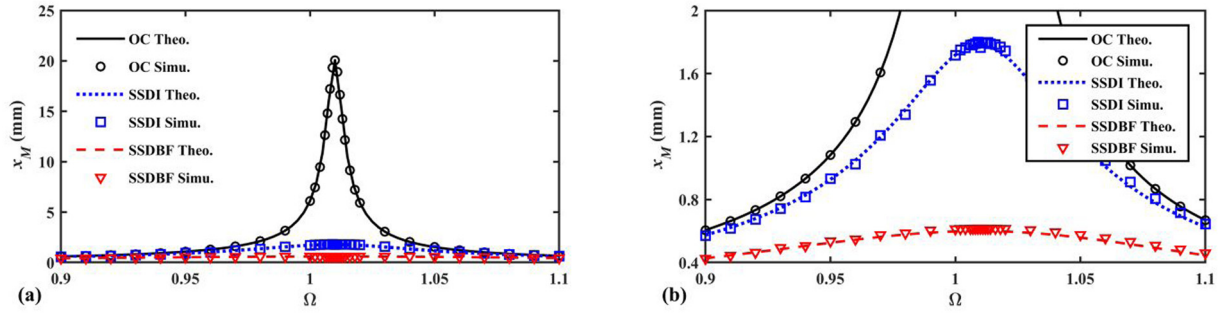 25
20
15
10
5
0
x_M (mm)
OC Theo.
OC Simu.
SSDI Theo.
SSDI Simu.
SSDBF Theo.
SSDBF Simu.
0.9 0.95 1 1.05 1.1
(a) Ω
2
1.6
1.2
0.8
0.4
x_M (mm)
OC Theo.
OC Simu.
SSDI Theo.
SSDI Simu.
SSDBF Theo.
SSDBF Simu.
0.9 0.95 1 1.05 1.1
(b) Ω